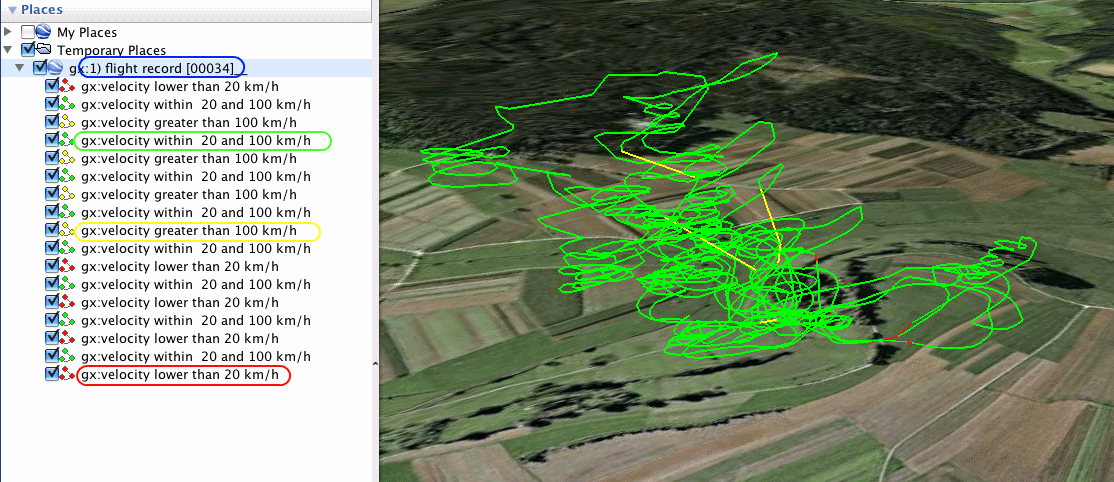 Places
My Places
Temporary Places
gx:1) flight record [00034]__
gx:velocity lower than 20 km/h
gx:velocity within  20 and 100 km/h
gx:velocity greater than 100 km/h
gx:velocity within  20 and 100 km/h
gx:velocity greater than 100 km/h
gx:velocity within  20 and 100 km/h
gx:velocity greater than 100 km/h
gx:velocity within  20 and 100 km/h
gx:velocity greater than 100 km/h
gx:velocity within  20 and 100 km/h
gx:velocity lower than 20 km/h
gx:velocity within  20 and 100 km/h
gx:velocity lower than 20 km/h
gx:velocity within  20 and 100 km/h
gx:velocity lower than 20 km/h
gx:velocity within  20 and 100 km/h
gx:velocity lower than 20 km/h